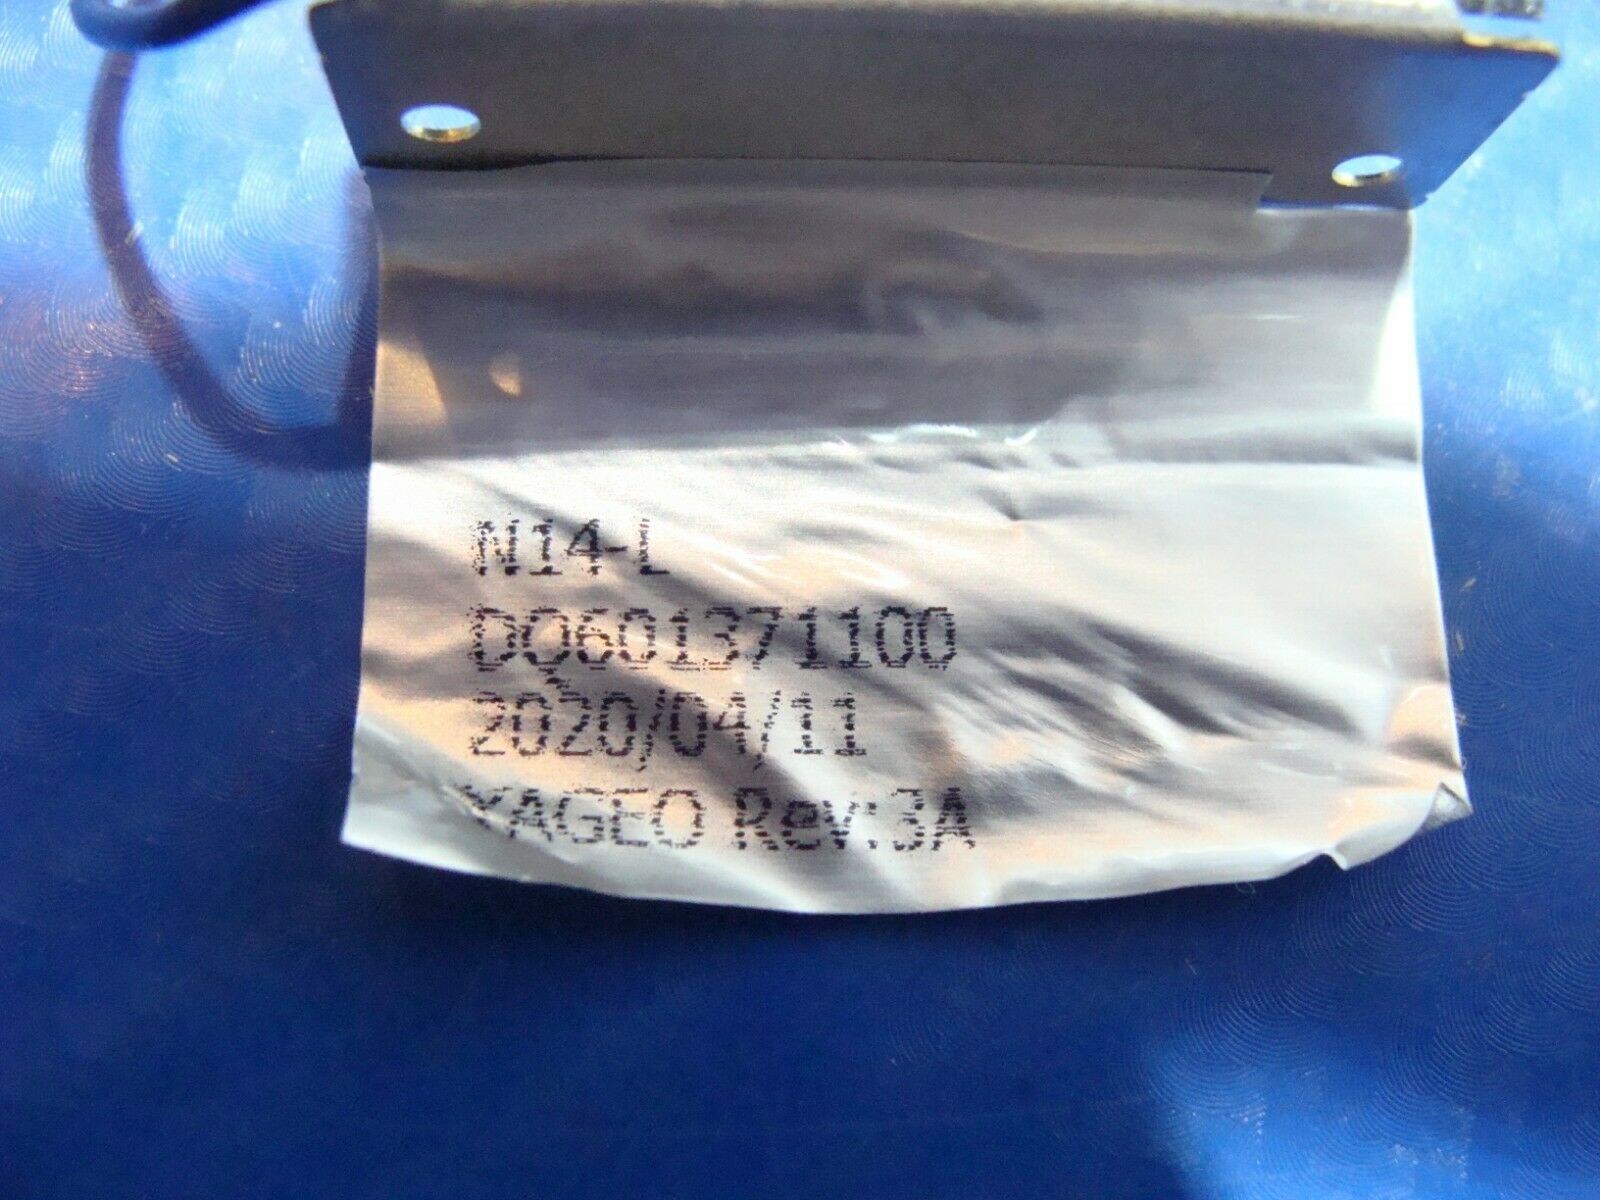 N14-L
DQ601371100
2020/04/11
YAGEO Rev:3A